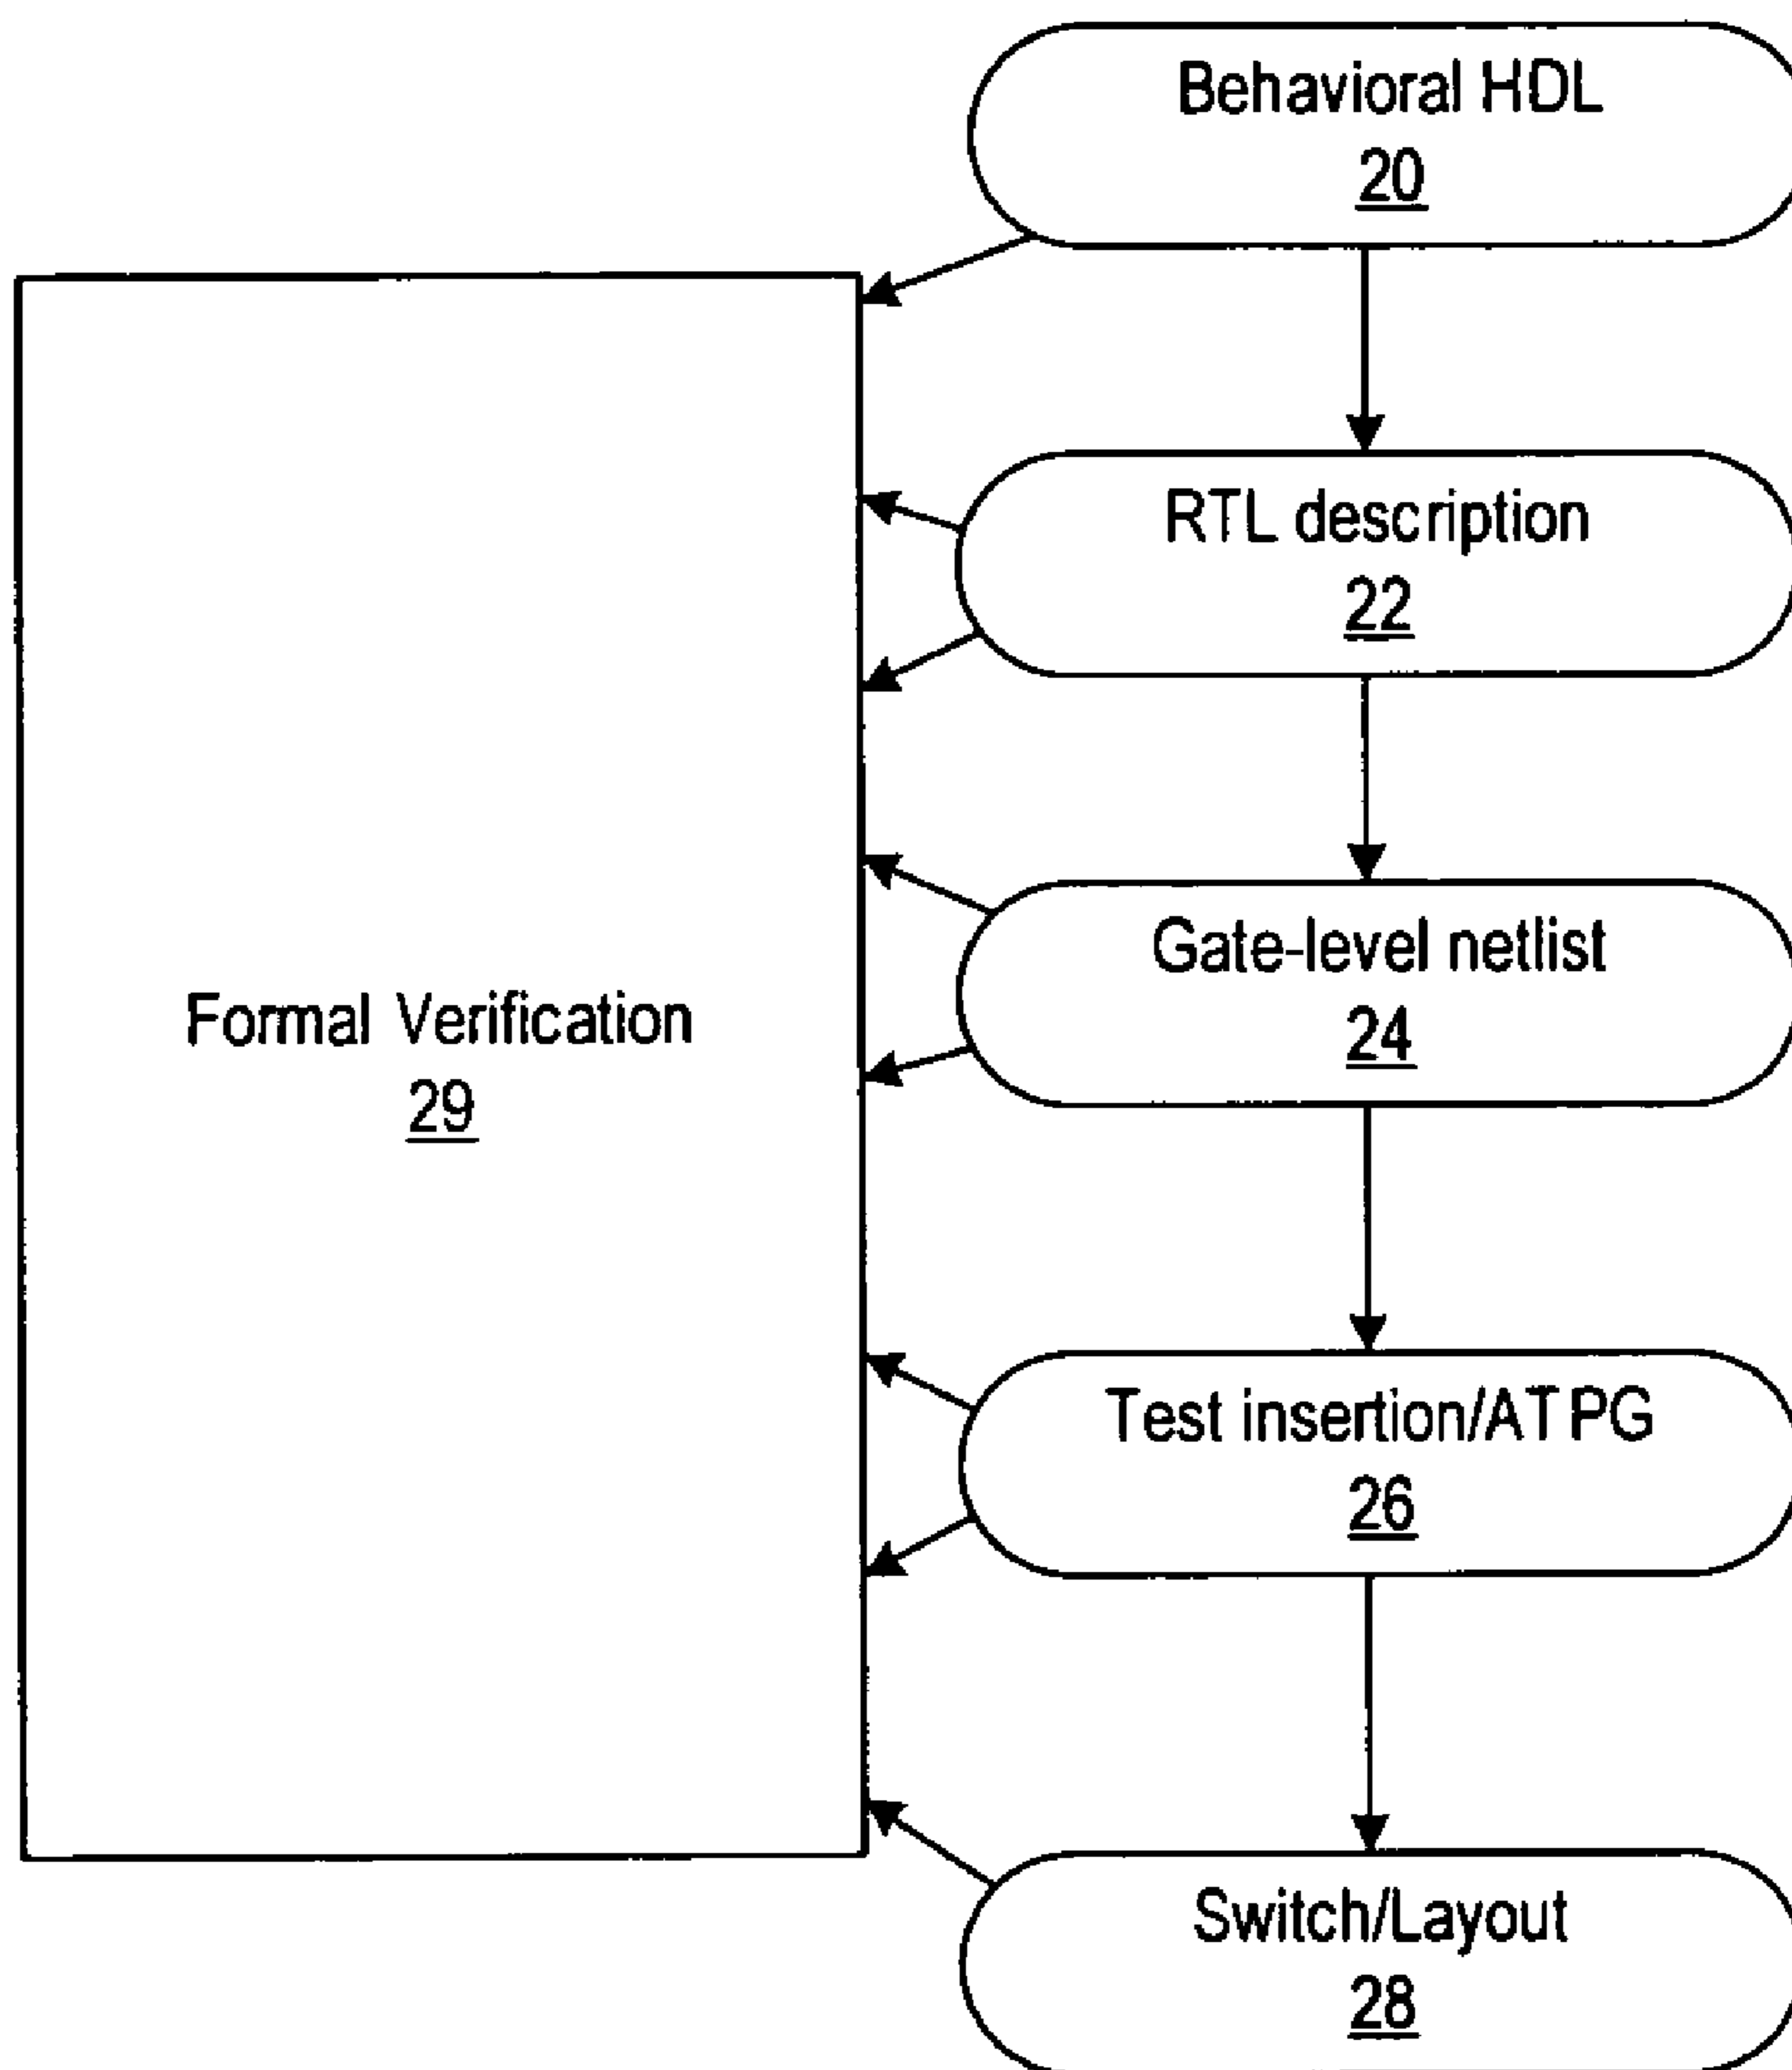 Behavioral HDL
20
RTL description
22
Gate-level netlist
24
Formal Verification
29
Test insertion/ATPG
26
Switch/Layout
28